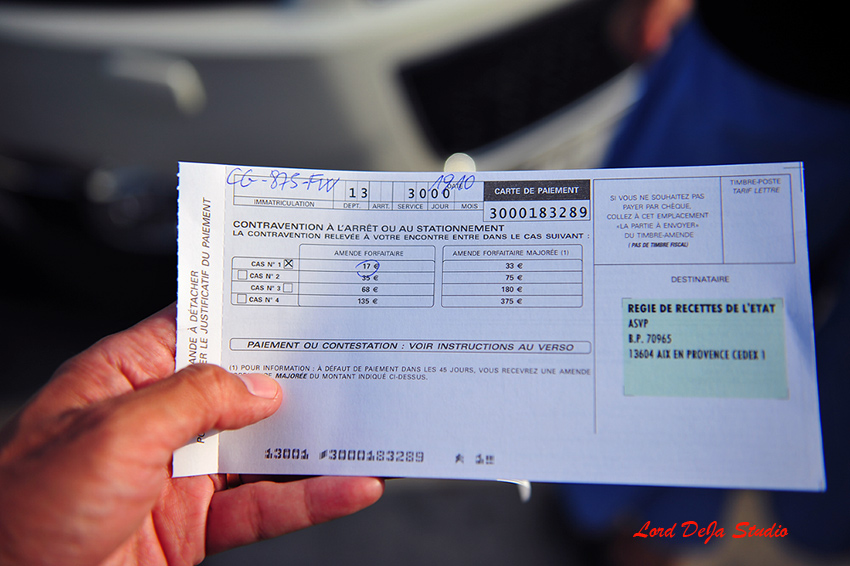 CG-875-FW
13 3000 19 10
IMMATRICULATION DEPT. ARRT. SERVICE JOUR MOIS
DATE
CARTE DE PAIEMENT
3000183289
CONTRAVENTION À L'ARRÊT OU AU STATIONNEMENT
LA CONTRAVENTION RELEVÉE À VOTRE ENCONTRE ENTRE DANS LE CAS SUIVANT :
AMENDE FORFAITAIRE AMENDE FORFAITAIRE MAJORÉE (1)
CAS N° 1 X 17 € 33 €
CAS N° 2 35 € 75 €
CAS N° 3 68 € 180 €
CAS N° 4 135 € 375 €
PAIEMENT OU CONTESTATION : VOIR INSTRUCTIONS AU VERSO
(1) POUR INFORMATION : À DÉFAUT DE PAIEMENT DANS LES 45 JOURS, VOUS RECEVREZ UNE AMENDE
MAJORÉE DU MONTANT INDIQUÉ CI-DESSUS.
13001 3000183289 1
SI VOUS NE SOUHAITEZ PAS
PAYER PAR CHÈQUE,
COLLEZ À CET EMPLACEMENT
« LA PARTIE À ENVOYER »
DU TIMBRE-AMENDE
( PAS DE TIMBRE FISCAL)
TIMBRE-POSTE
TARIF LETTRE
DESTINATAIRE
REGIE DE RECETTES DE L'ETAT
ASVP
B.P. 70965
13604 AIX EN PROVENCE CEDEX 1
À DÉTACHER
LE JUSTIFICATIF DU PAIEMENT
Lord DeJa Studio